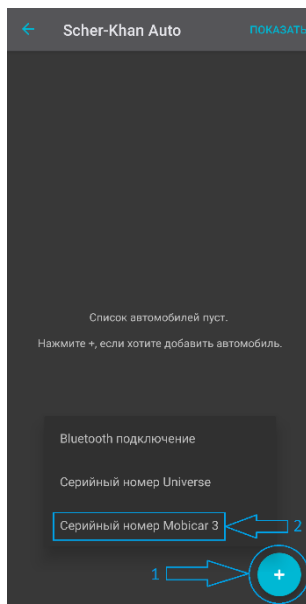 Scher-Khan Auto ПОКАЗАТЬ
Список автомобилей пуст.
Нажмите +, если хотите добавить автомобиль.
Bluetooth подключение
Серийный номер Universe
Серийный номер Mobicar 3
2
1
+